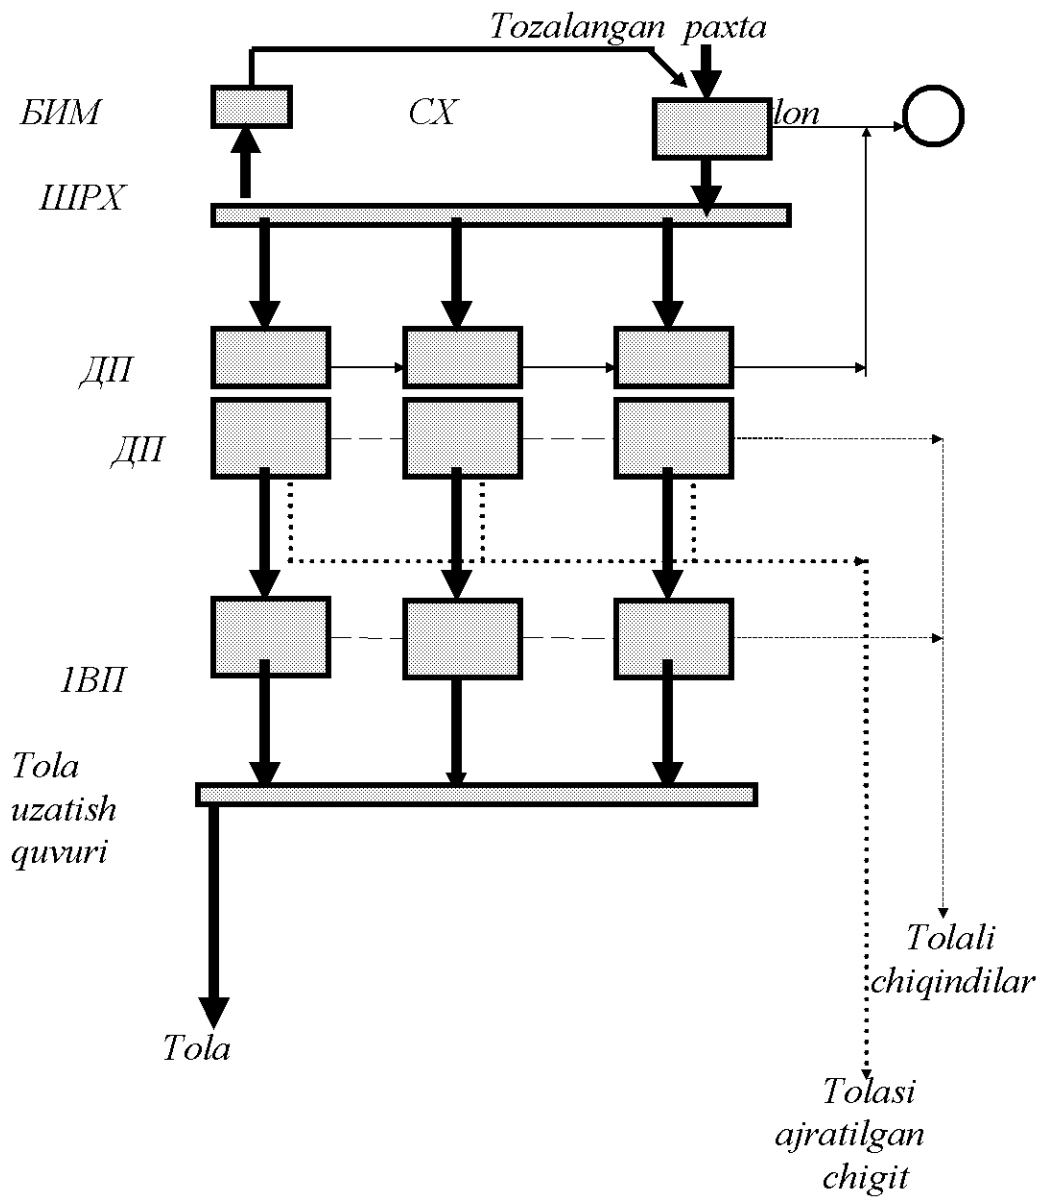 Tozalangan paxta
БИМ
СХ
lon
ШРХ
ДП
ДП
1ВП
Tola
uzatish
quvuri
Tolali
chiqindilar
Tola
Tolasi
ajratilgan
chigit